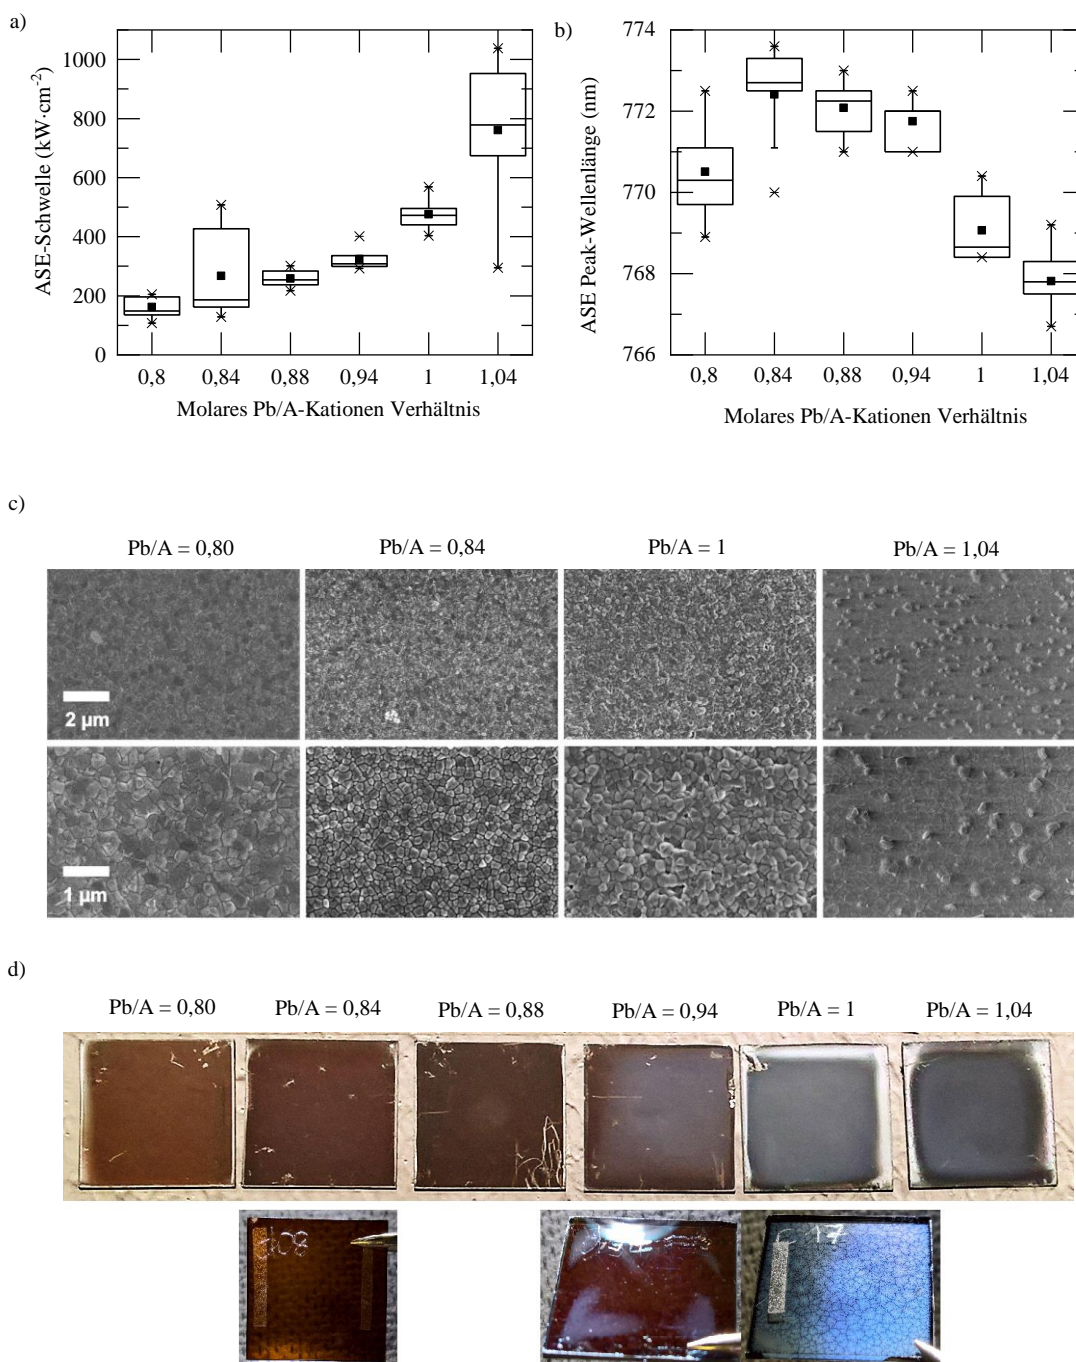 a)
ASE-Schwelle (kW·cm⁻²)
1000
800
600
400
200
0
0,8 0,84 0,88 0,94 1 1,04
Molares Pb/A-Kationen Verhältnis
b)
ASE Peak-Wellenlänge (nm)
774
772
770
768
766
0,8 0,84 0,88 0,94 1 1,04
Molares Pb/A-Kationen Verhältnis
c)
Pb/A = 0,80 Pb/A = 0,84 Pb/A = 1 Pb/A = 1,04
2 µm
1 µm
d)
Pb/A = 0,80 Pb/A = 0,84 Pb/A = 0,88 Pb/A = 0,94 Pb/A = 1 Pb/A = 1,04